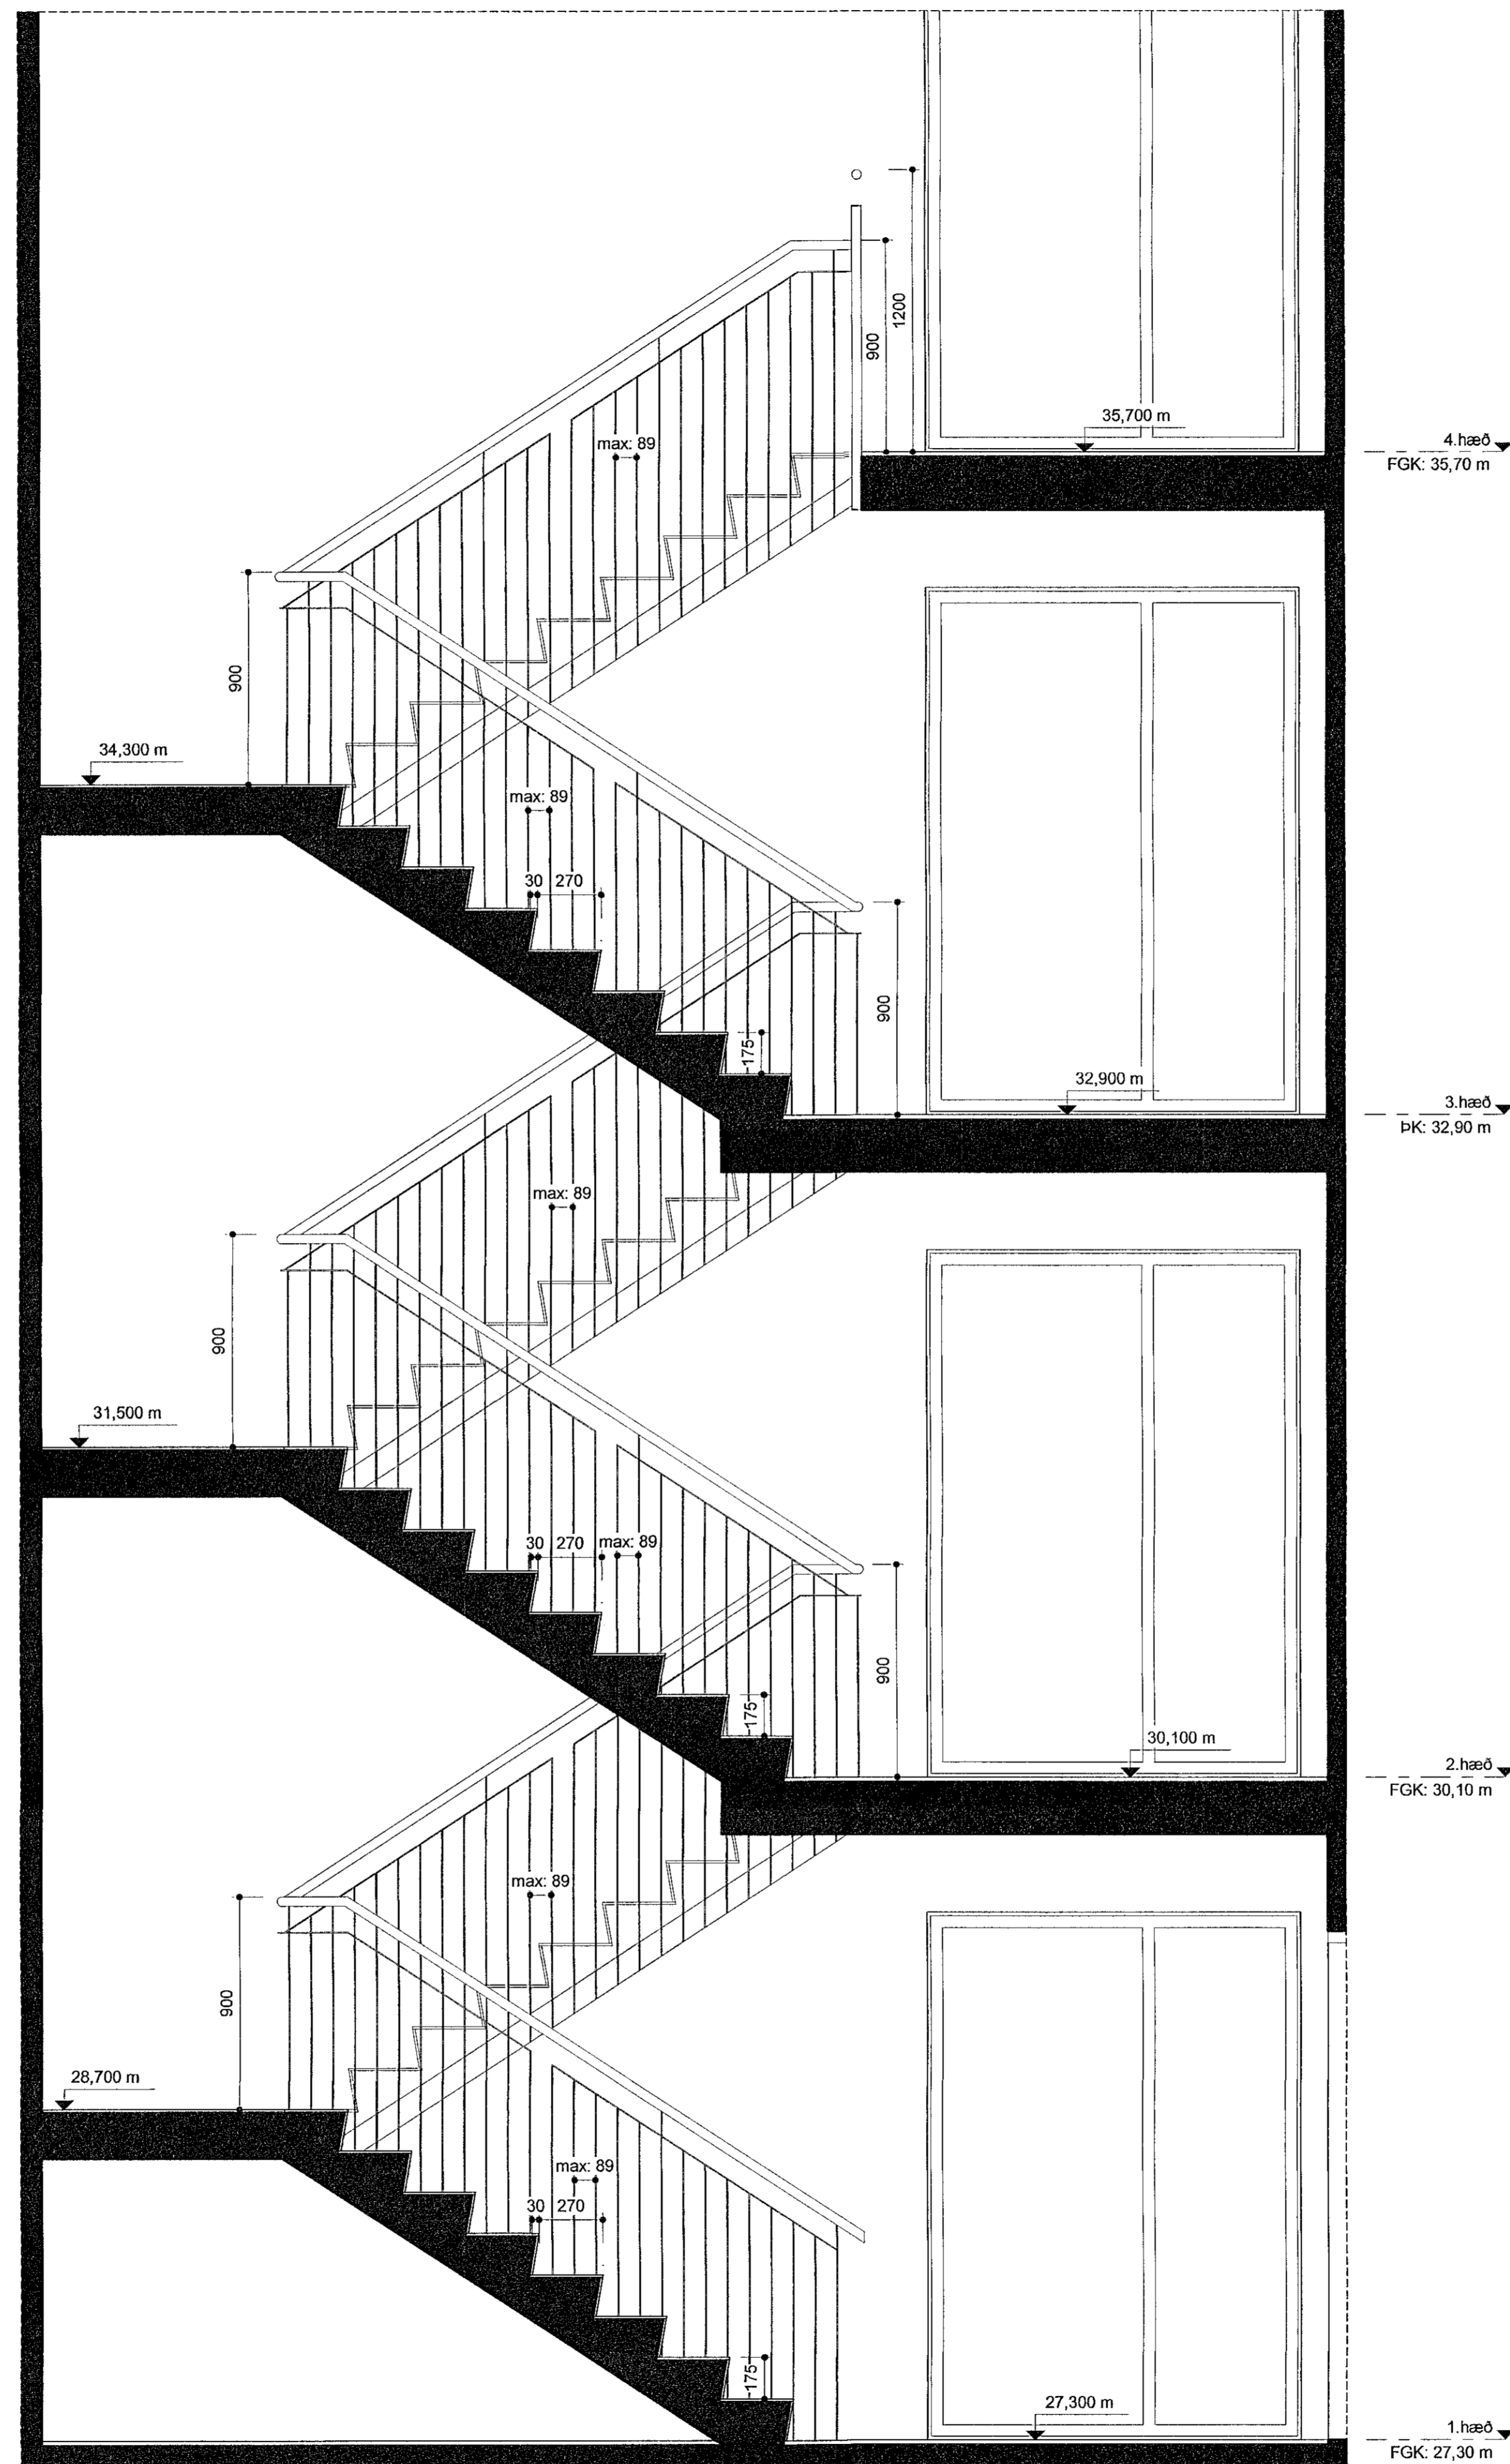 1200
900
35,700 m
max: 89
4.hæð
FGK: 35,70 m
900
34,300 m
max: 89
30 270
900
175
32,900 m
3.hæð
ÞK: 32,90 m
max: 89
900
31,500 m
30 270 max: 89
900
175
30,100 m
2.hæð
FGK: 30,10 m
max: 89
900
28,700 m
max: 89
30 270
175
27,300 m
1.hæð
FGK: 27,30 m